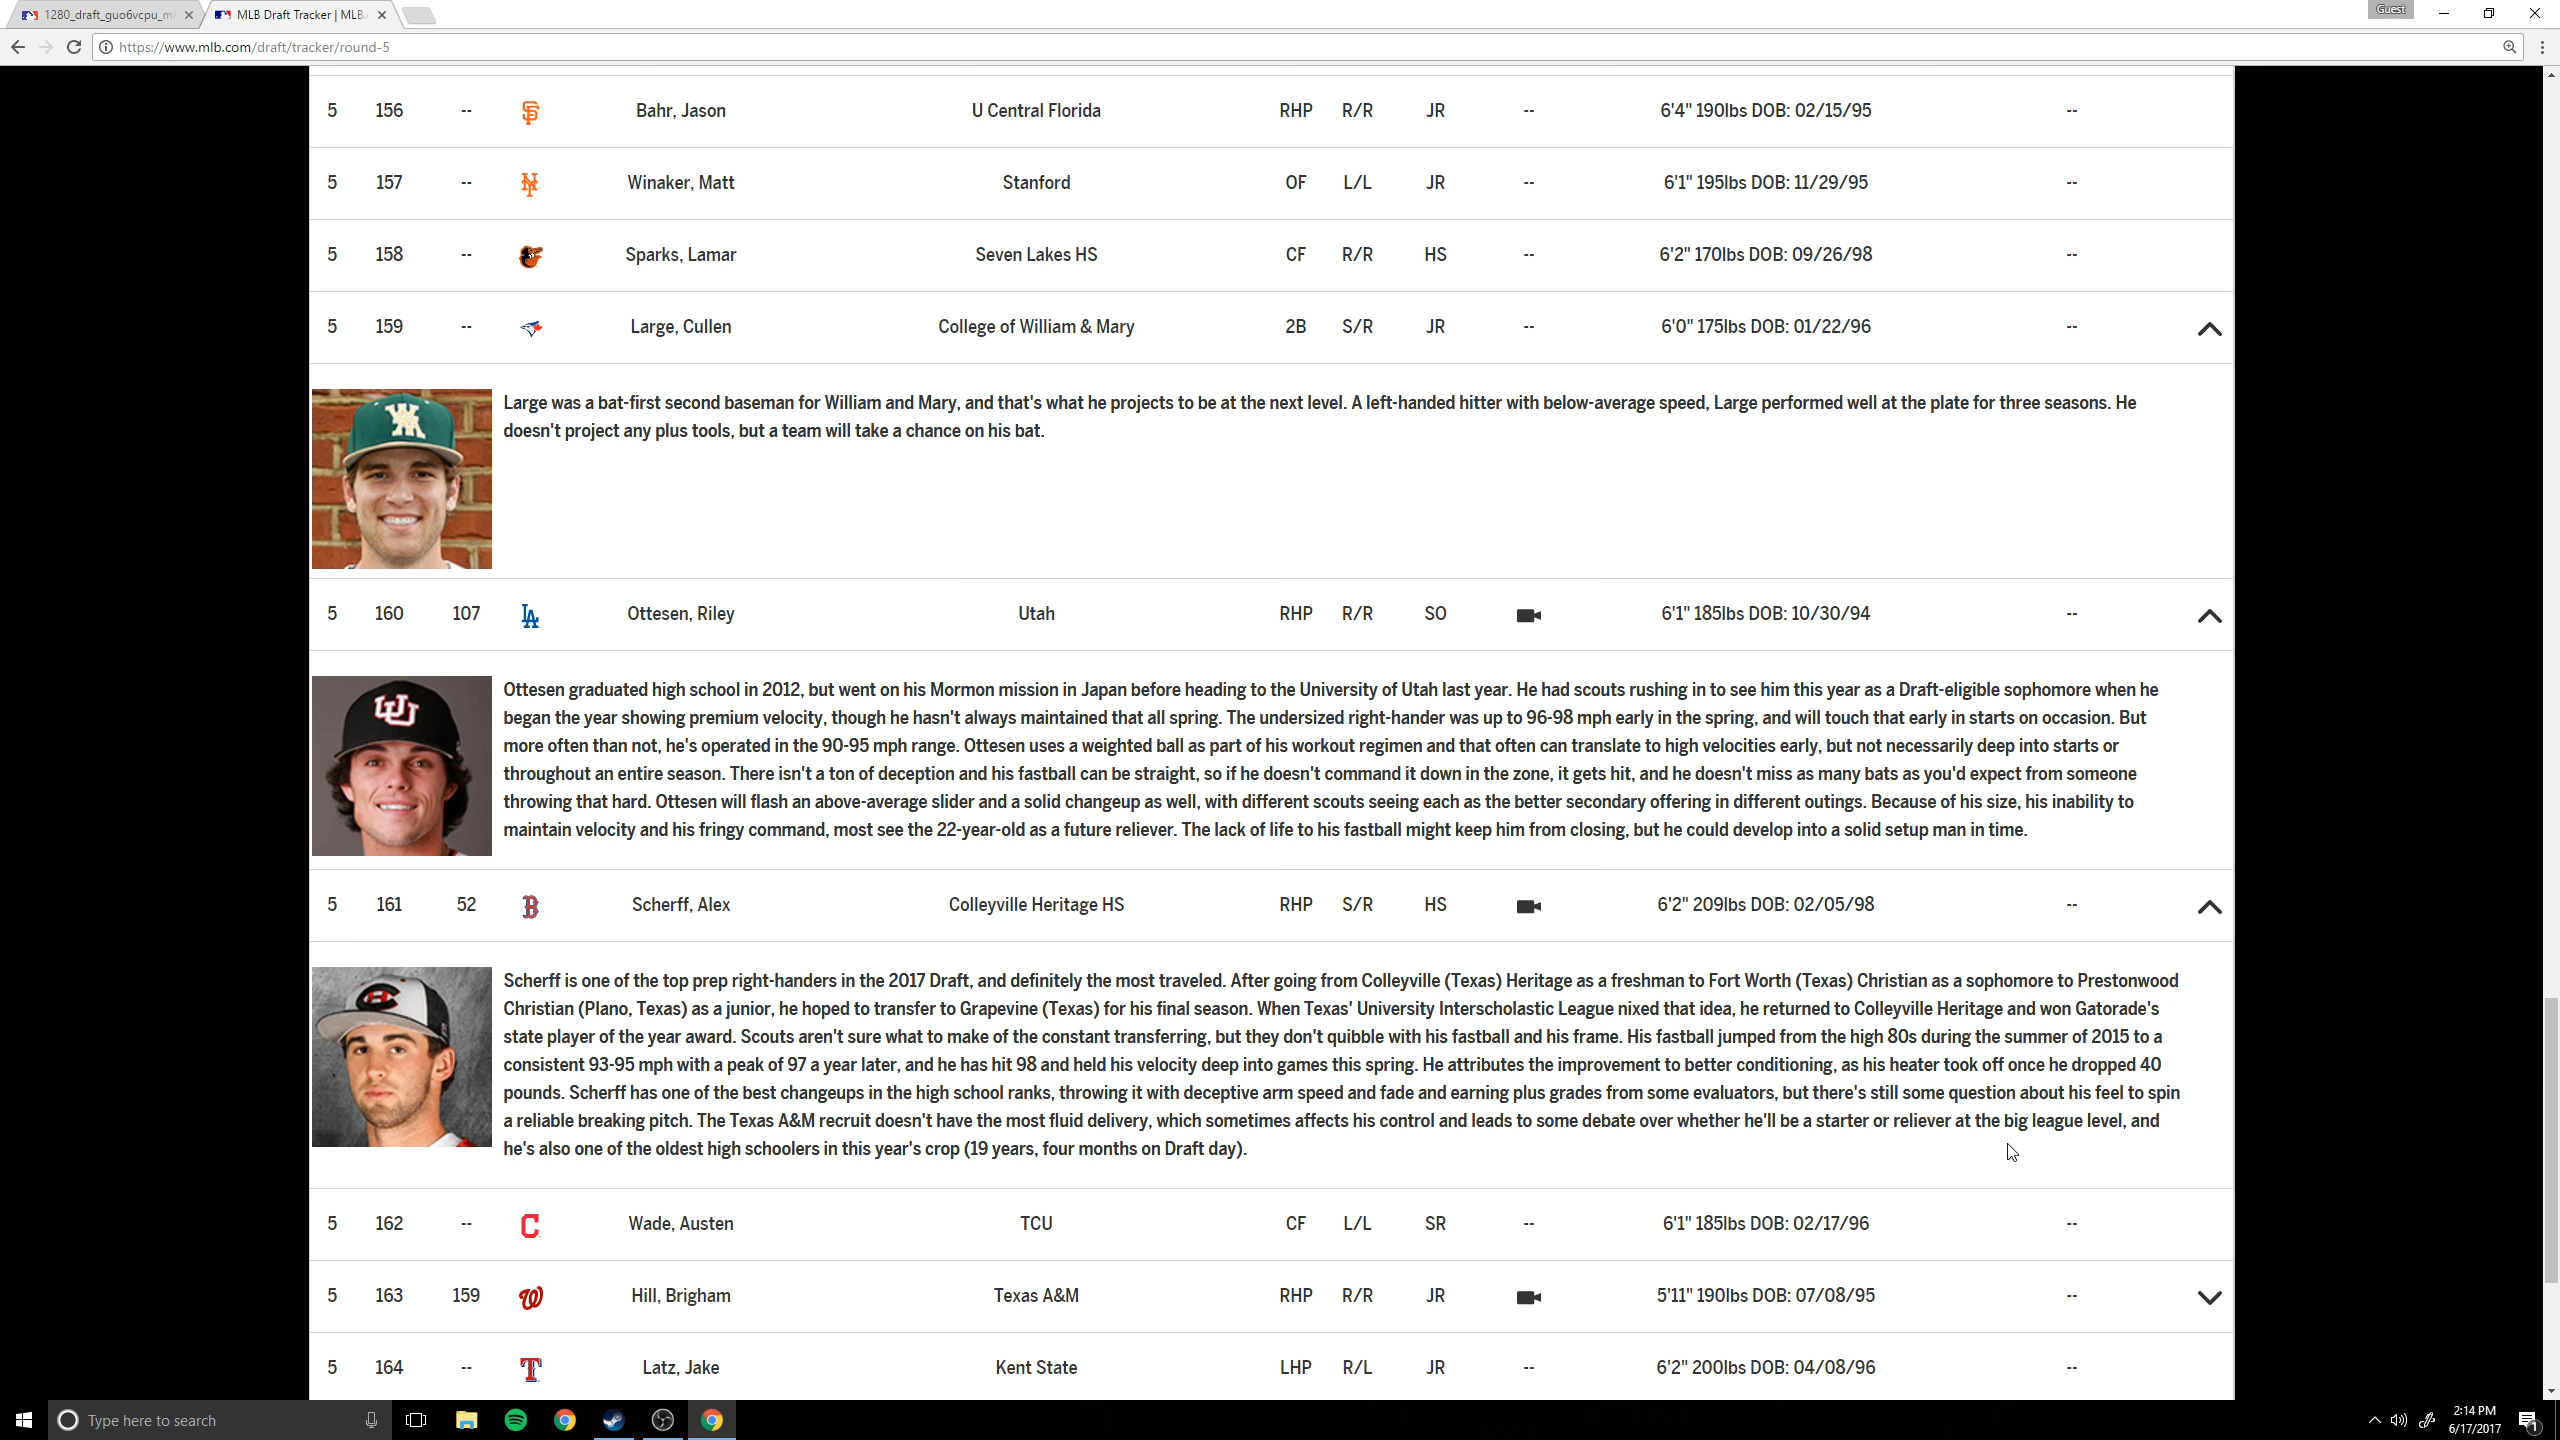 1280_draft_guo6vcpu_m
MLB Draft Tracker | MLB.
Guest
https://www.mlb.com/draft/tracker/round-5
5 156 -- Bahr, Jason U Central Florida RHP R/R JR -- 6'4" 190lbs DOB: 02/15/95 --
5 157 -- Winaker, Matt Stanford OF L/L JR -- 6'1" 195lbs DOB: 11/29/95 --
5 158 -- Sparks, Lamar Seven Lakes HS CF R/R HS -- 6'2" 170lbs DOB: 09/26/98 --
5 159 -- Large, Cullen College of William & Mary 2B S/R JR -- 6'0" 175lbs DOB: 01/22/96 --
Large was a bat-first second baseman for William and Mary, and that's what he projects to be at the next level. A left-handed hitter with below-average speed, Large performed well at the plate for three seasons. He
doesn't project any plus tools, but a team will take a chance on his bat.
5 160 107 LA Ottesen, Riley Utah RHP R/R SO 6'1" 185lbs DOB: 10/30/94 --
Ottesen graduated high school in 2012, but went on his Mormon mission in Japan before heading to the University of Utah last year. He had scouts rushing in to see him this year as a Draft-eligible sophomore when he
began the year showing premium velocity, though he hasn't always maintained that all spring. The undersized right-hander was up to 96-98 mph early in the spring, and will touch that early in starts on occasion. But
more often than not, he's operated in the 90-95 mph range. Ottesen uses a weighted ball as part of his workout regimen and that often can translate to high velocities early, but not necessarily deep into starts or
throughout an entire season. There isn't a ton of deception and his fastball can be straight, so if he doesn't command it down in the zone, it gets hit, and he doesn't miss as many bats as you'd expect from someone
throwing that hard. Ottesen will flash an above-average slider and a solid changeup as well, with different scouts seeing each as the better secondary offering in different outings. Because of his size, his inability to
maintain velocity and his fringy command, most see the 22-year-old as a future reliever. The lack of life to his fastball might keep him from closing, but he could develop into a solid setup man in time.
5 161 52 B Scherff, Alex Colleyville Heritage HS RHP S/R HS 6'2" 209lbs DOB: 02/05/98 --
Scherff is one of the top prep right-handers in the 2017 Draft, and definitely the most traveled. After going from Colleyville (Texas) Heritage as a freshman to Fort Worth (Texas) Christian as a sophomore to Prestonwood
Christian (Plano, Texas) as a junior, he hoped to transfer to Grapevine (Texas) for his final season. When Texas' University Interscholastic League nixed that idea, he returned to Colleyville Heritage and won Gatorade's
state player of the year award. Scouts aren't sure what to make of the constant transferring, but they don't quibble with his fastball and his frame. His fastball jumped from the high 80s during the summer of 2015 to a
consistent 93-95 mph with a peak of 97 a year later, and he has hit 98 and held his velocity deep into games this spring. He attributes the improvement to better conditioning, as his heater took off once he dropped 40
pounds. Scherff has one of the best changeups in the high school ranks, throwing it with deceptive arm speed and fade and earning plus grades from some evaluators, but there's still some question about his feel to spin
a reliable breaking pitch. The Texas A&M recruit doesn't have the most fluid delivery, which sometimes affects his control and leads to some debate over whether he'll be a starter or reliever at the big league level, and
he's also one of the oldest high schoolers in this year's crop (19 years, four months on Draft day).
5 162 -- C Wade, Austen TCU CF L/L SR -- 6'1" 185lbs DOB: 02/17/96 --
5 163 159 W Hill, Brigham Texas A&M RHP R/R JR 5'11" 190lbs DOB: 07/08/95 --
5 164 -- T Latz, Jake Kent State LHP R/L JR -- 6'2" 200lbs DOB: 04/08/96 --
Type here to search
2:14 PM
6/17/2017
1